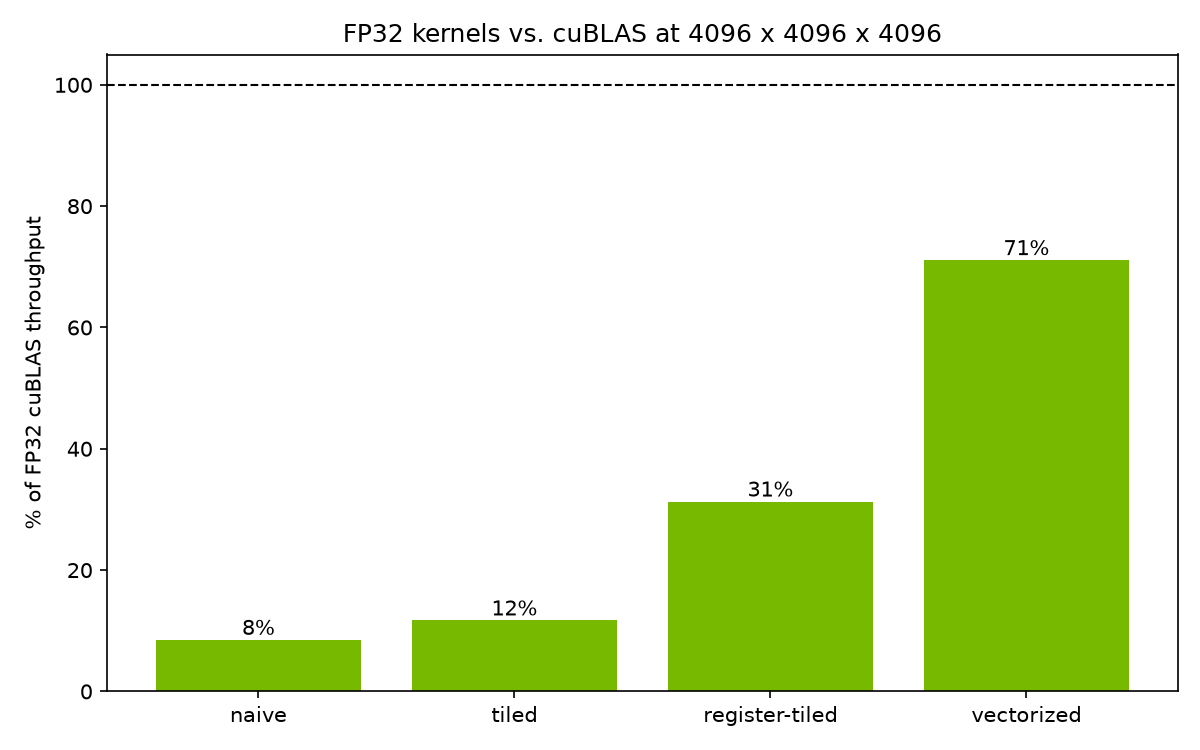 FP32 kernels vs. cuBLAS at 4096 x 4096 x 4096
% of FP32 cuBLAS throughput
100
80
60
40
20
0
8%
12%
31%
71%
naive
tiled
register-tiled
vectorized